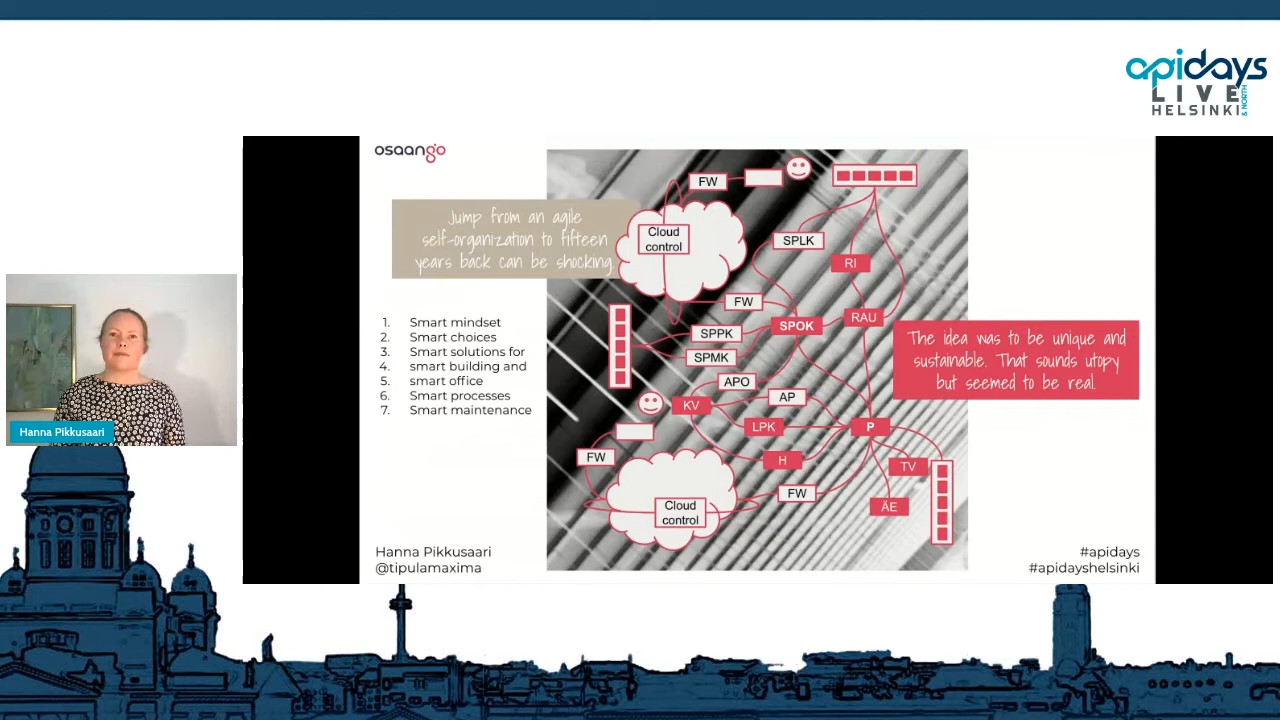 apidays
LIVE
HELSINKI
& NORTH
osaango
Jump from an agile
self-organization to fifteen
years back can be shocking.
1. Smart mindset
2. Smart choices
3. Smart solutions for
4. smart building and
5. smart office
6. Smart processes
7. Smart maintenance
FW
Cloud
control
SPLK
RI
FW
SPOK
RAU
SPPK
SPMK
APO
KV
AP
LPK
P
H
FW
TV
FW
ÄE
Cloud
control
The idea was to be unique and
sustainable. That sounds utopy
but seemed to be real.
Hanna Pikkusaari
Hanna Pikkusaari
@tipulamaxima
#apidays
#apidayshelsinki